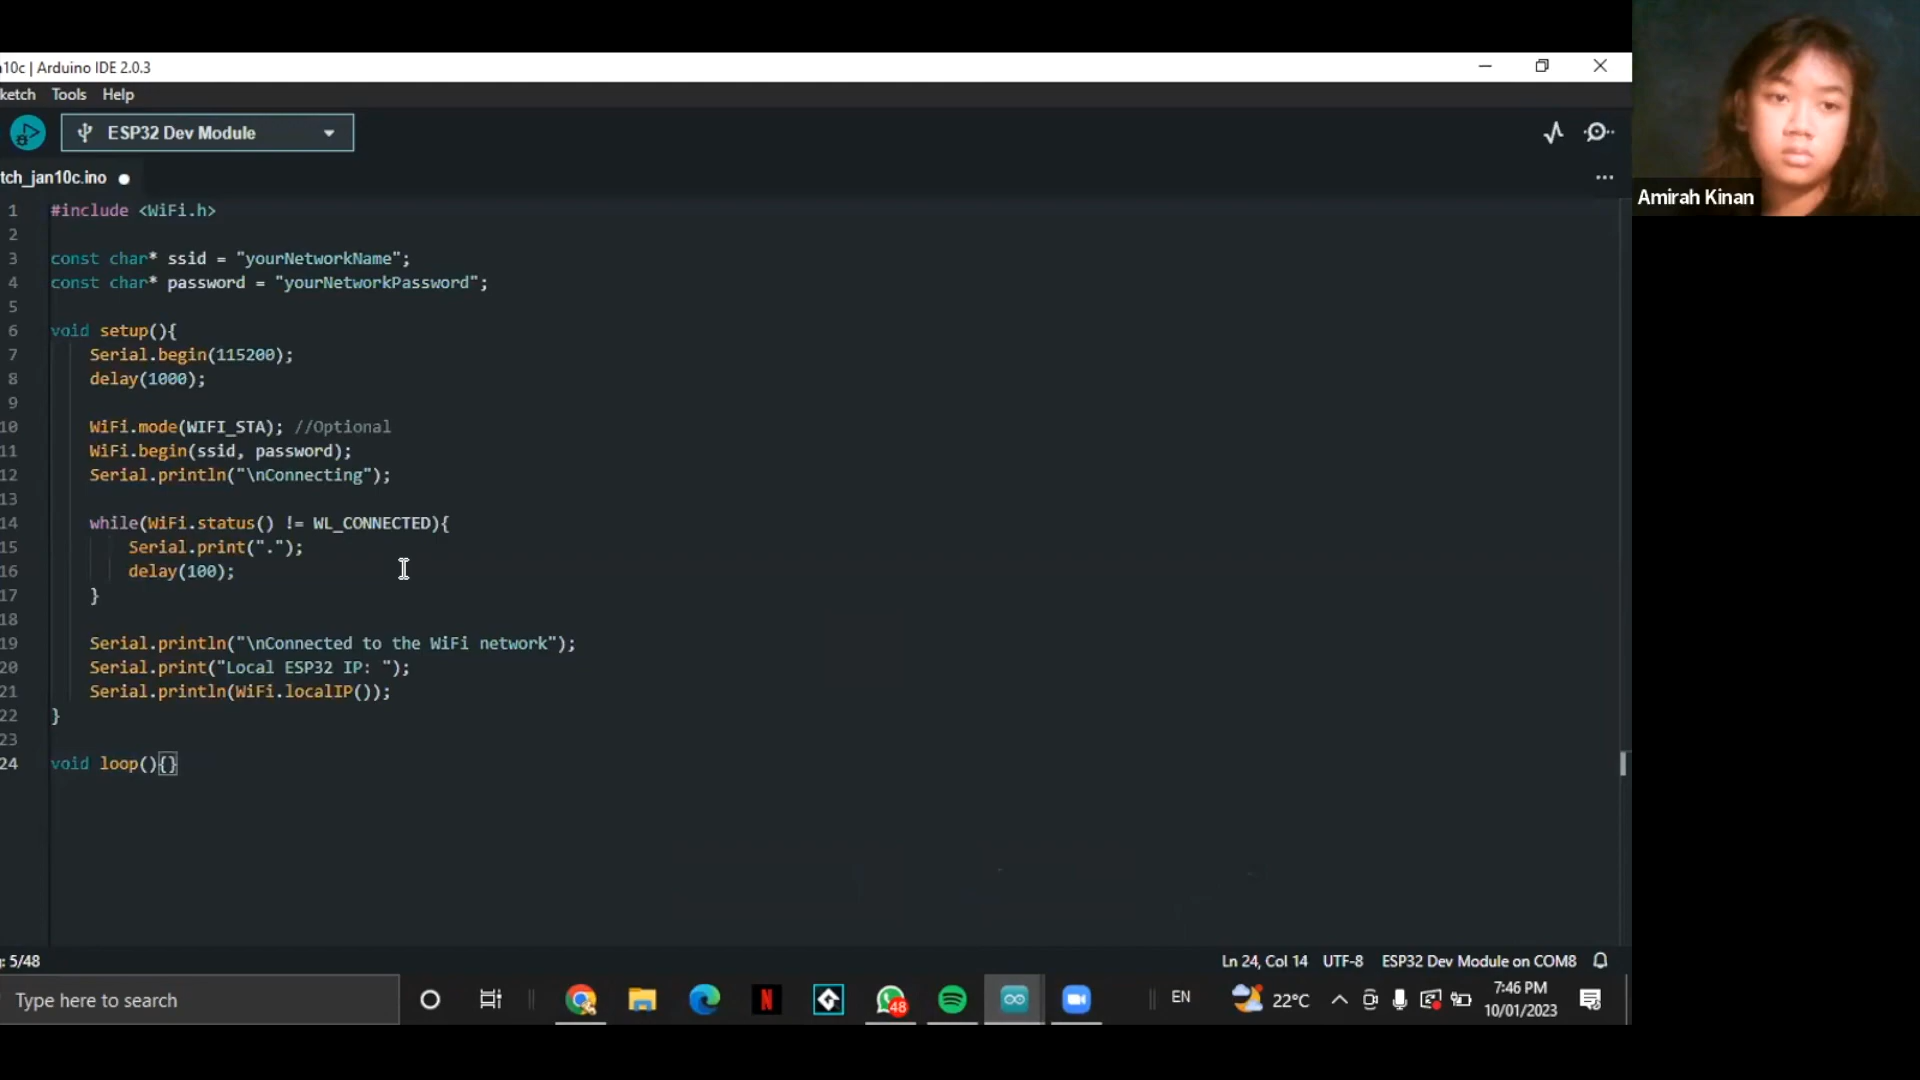 10c | Arduino IDE 2.0.3
ketch Tools Help
ESP32 Dev Module
tch_jan10c.ino
1 #include <WiFi.h>
2
3 const char* ssid = "yourNetworkName";
4 const char* password = "yourNetworkPassword";
5
6 void setup(){
7 Serial.begin(115200);
8 delay(1000);
9
10 WiFi.mode(WIFI_STA); //Optional
11 WiFi.begin(ssid, password);
12 Serial.println("\nConnecting");
13
14 while(WiFi.status() != WL_CONNECTED){
15 Serial.print(".");
16 delay(100);
17 }
18
19 Serial.println("\nConnected to the WiFi network");
20 Serial.print("Local ESP32 IP: ");
21 Serial.println(WiFi.localIP());
22 }
23
24 void loop(){}
: 5/48
Ln 24, Col 14 UTF-8 ESP32 Dev Module on COM8
Type here to search
N
48
EN
22°C
7:46 PM
10/01/2023
Amirah Kinan